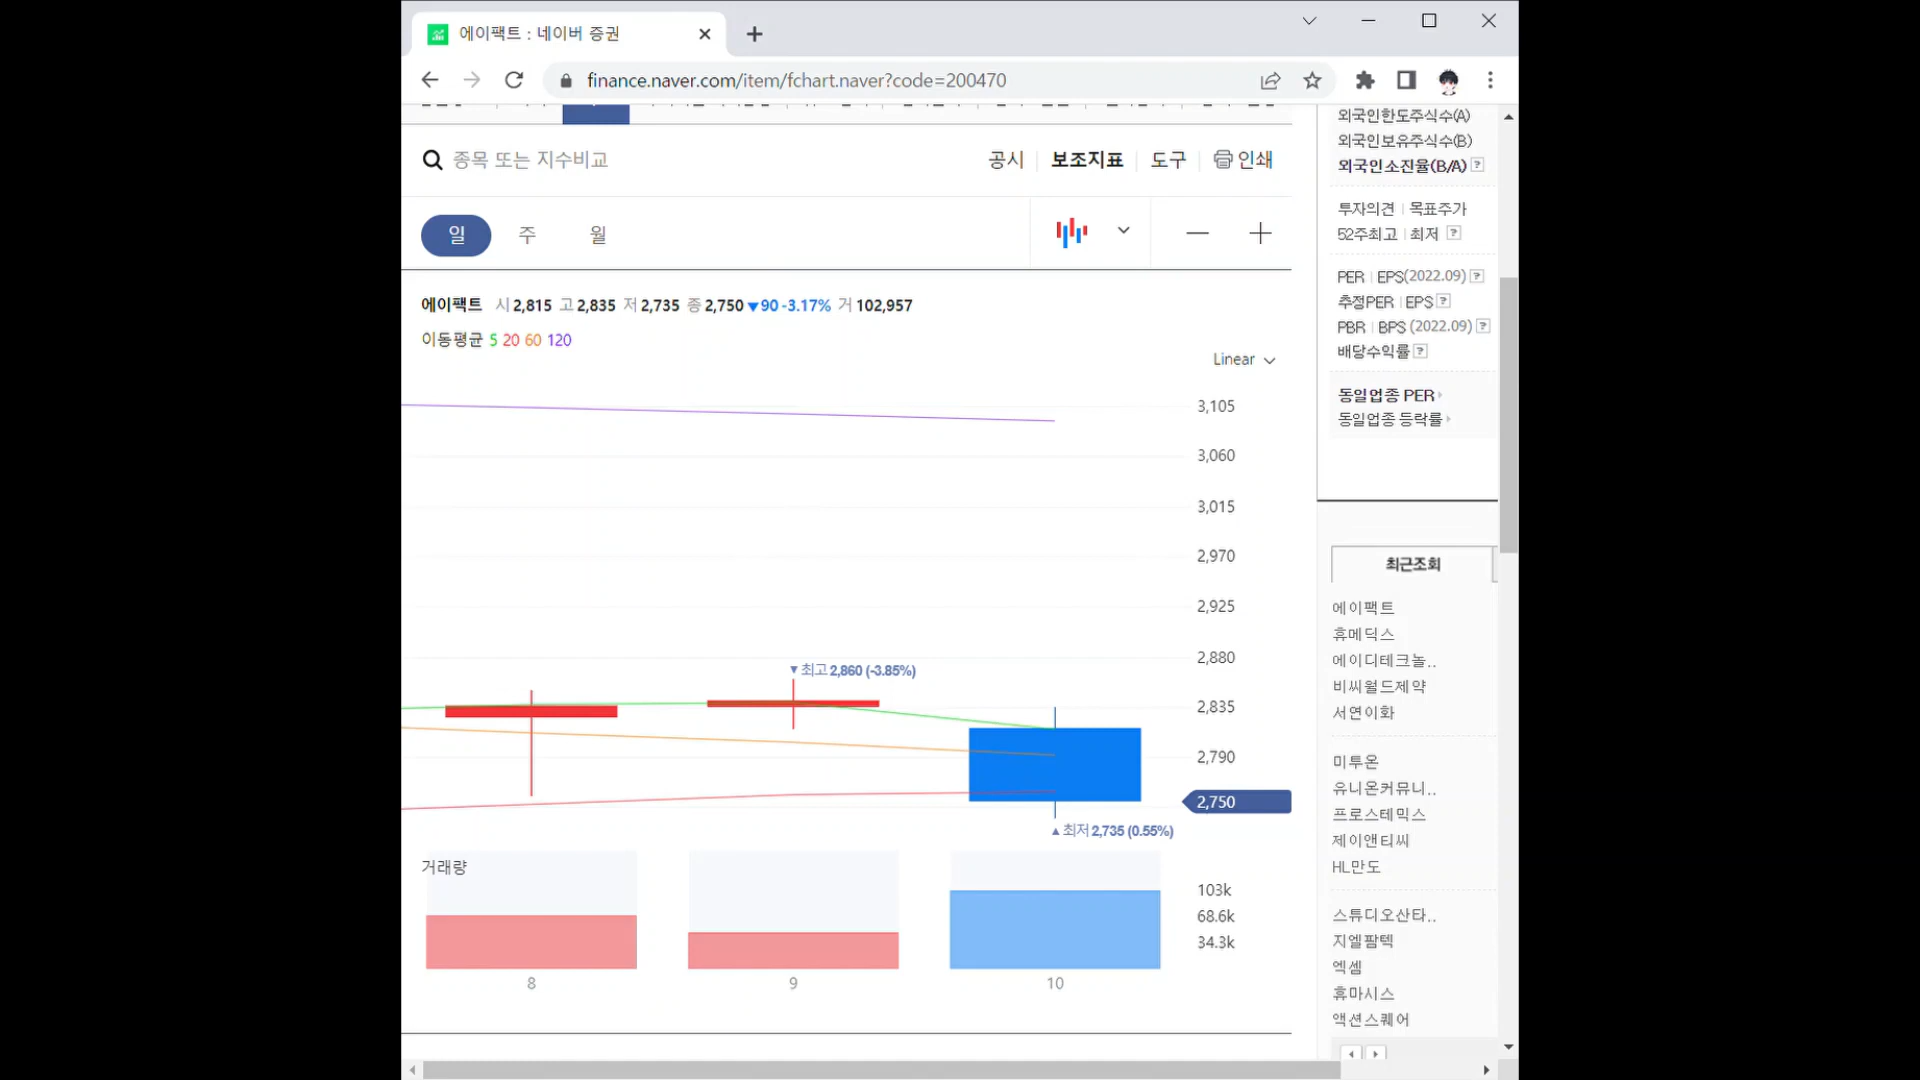 에이팩트 : 네이버 증권
finance.naver.com/item/fchart.naver?code=200470
종목 또는 지수비교
공시
보조지표
도구
인쇄
일
주
월
에이팩트 시 2,815 고 2,835 저 2,735 종 2,750 ▼90 -3.17% 거 102,957
이동평균 5 20 60 120
Linear
3,105
3,060
3,015
2,970
2,925
2,880
2,835
2,790
2,750
▼최고 2,860 (-3.85%)
▲최저 2,735 (0.55%)
거래량
103k
68.6k
34.3k
8
9
10
외국인한도주식수(A)
외국인보유주식수(B)
외국인소진율(B/A) ?
투자의견 | 목표주가
52주최고 | 최저 ?
PER | EPS(2022.09) ?
추정PER | EPS ?
PBR | BPS (2022.09) ?
배당수익률 ?
동일업종 PER
동일업종 등락률
최근조회
에이팩트
휴메딕스
에이디테크놀..
비씨월드제약
서연이화
미투온
유니온커뮤니..
프로스테믹스
제이앤티씨
HL만도
스튜디오산타..
지엘팜텍
엑셈
휴마시스
액션스퀘어